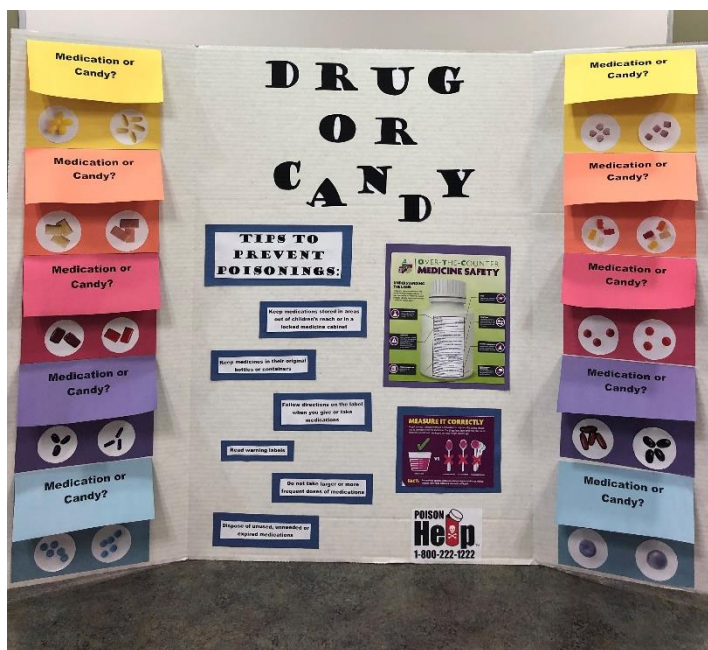 Medication or
Candy?
Medication or
Candy?
Medication or
Candy?
Medication or
Candy?
Medication or
Candy?
DRUG
OR
CANDY
TIPS TO
PREVENT
POISONINGS:
Keep medications stored in areas
out of children's reach or in a
locked medicine cabinet
Keep medicines in their original
bottles or containers
Follow directions on the label
when you give or take
medications
Read warning labels
Do not take larger or more
frequent doses of medications
Dispose of unused, unneeded or
expired medications
OVER-THE-COUNTER
MEDICINE SAFETY
MEASURE IT CORRECTLY
VS
POISON
Help
1-800-222-1222
Medication or
Candy?
Medication or
Candy?
Medication or
Candy?
Medication or
Candy?
Medication or
Candy?